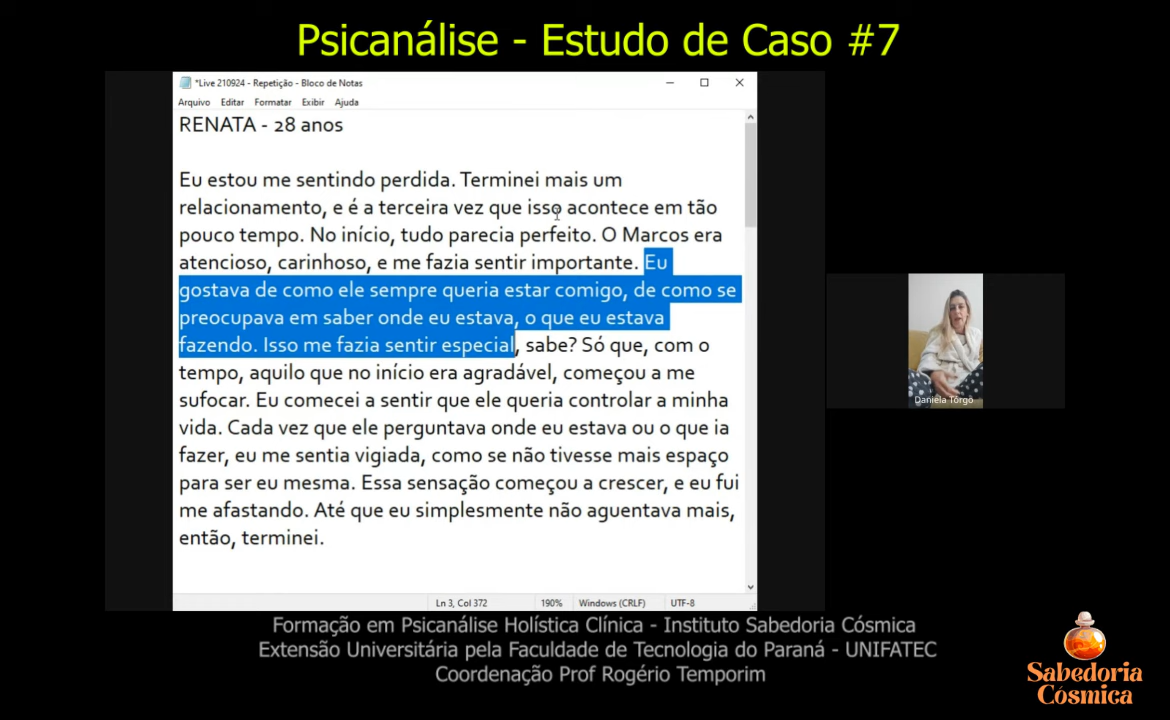 Psicanálise - Estudo de Caso #7
*Live 210924 - Repetição - Bloco de Notas
Arquivo Editar Formatar Exibir Ajuda
RENATA - 28 anos
Eu estou me sentindo perdida. Terminei mais um
relacionamento, e é a terceira vez que isso acontece em tão
pouco tempo. No início, tudo parecia perfeito. O Marcos era
atencioso, carinhoso, e me fazia sentir importante. Eu
gostava de como ele sempre queria estar comigo, de como se
preocupava em saber onde eu estava, o que eu estava
fazendo. Isso me fazia sentir especial, sabe? Só que, com o
tempo, aquilo que no início era agradável, começou a me
sufocar. Eu comecei a sentir que ele queria controlar a minha
vida. Cada vez que ele perguntava onde eu estava ou o que ia
fazer, eu me sentia vigiada, como se não tivesse mais espaço
para ser eu mesma. Essa sensação começou a crescer, e eu fui
me afastando. Até que eu simplesmente não aguentava mais,
então, terminei.
Ln 3, Col 372 190% Windows (CRLF) UTF-8
Daniela Torgo
Formação em Psicanálise Holística Clínica - Instituto Sabedoria Cósmica
Extensão Universitária pela Faculdade de Tecnologia do Paraná - UNIFATEC
Coordenação Prof Rogério Temporim
Sabedoria
Cósmica